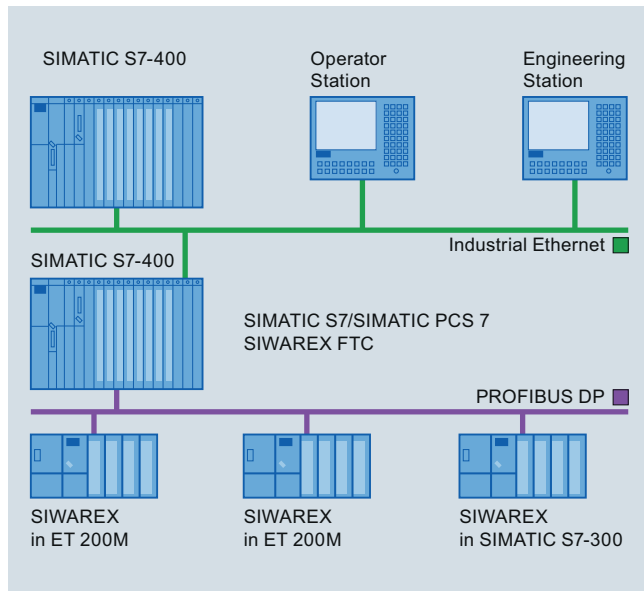 SIMATIC S7-400
Operator
Station
Engineering
Station
Industrial Ethernet
SIMATIC S7-400
SIMATIC S7/SIMATIC PCS 7
SIWAREX FTC
PROFIBUS DP
SIWAREX
in ET 200M
SIWAREX
in ET 200M
SIWAREX
in SIMATIC S7-300